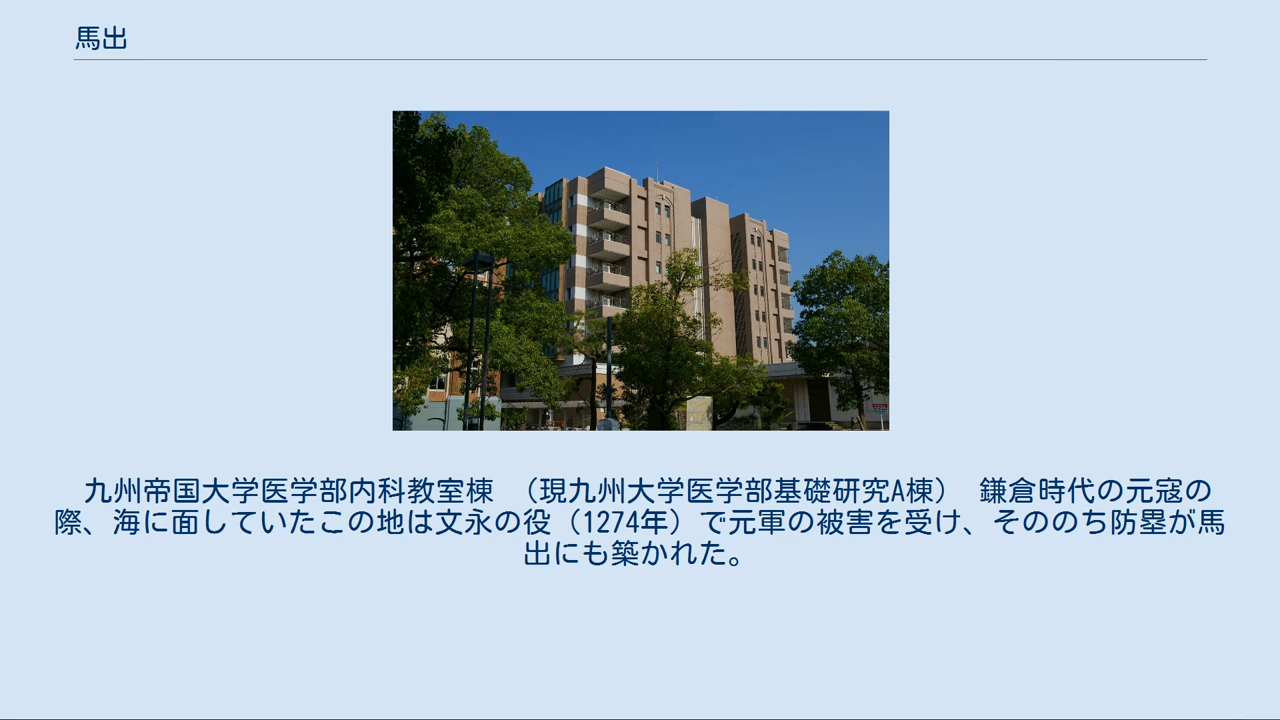 馬出
九州帝国大学医学部内科教室棟　（現九州大学医学部基礎研究A棟）　鎌倉時代の元寇の
際、海に面していたこの地は文永の役（1274年）で元軍の被害を受け、そののち防塁が馬
出にも築かれた。